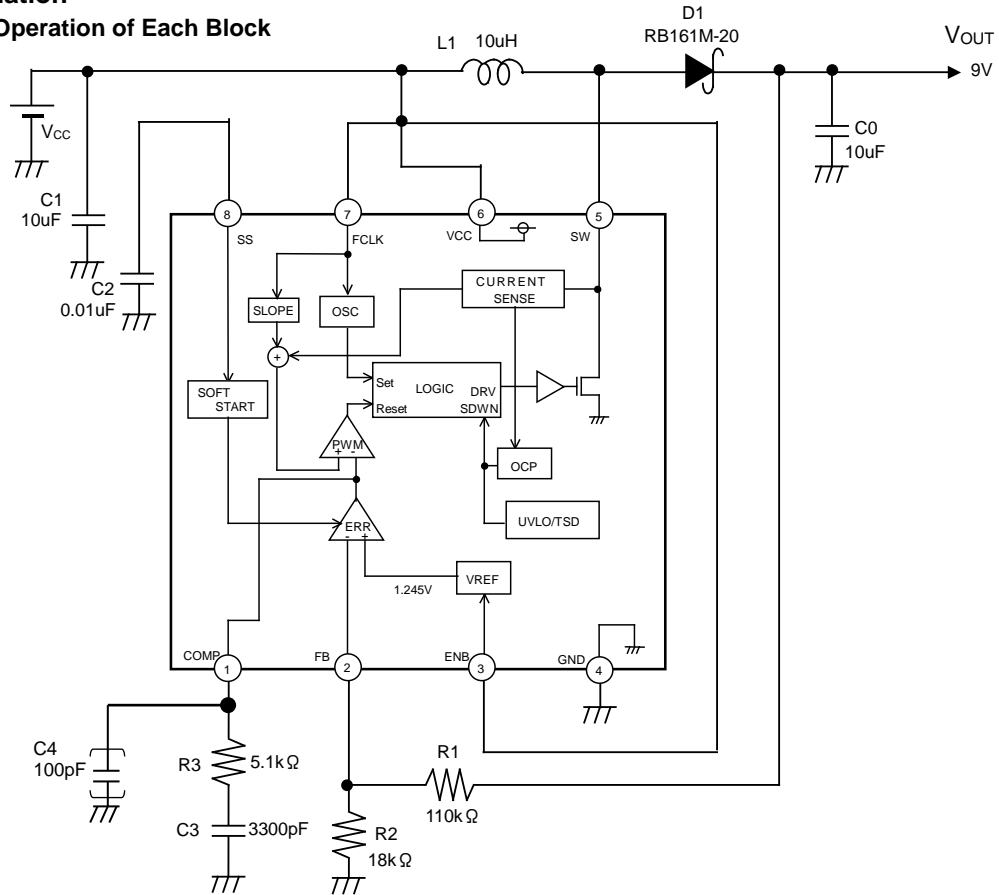 Operation of Each Block
D1
RB161M-20
L1 10uH
VOUT
9V
VCC
C0
10uF
C1
10uF
8
7
6
5
SS
FCLK
VCC
SW
C2
0.01uF
CURRENT
SENSE
SLOPE
OSC
+
Set
LOGIC
DRV
Reset
SDWN
SOFT
START
PWM
+ -
OCP
ERR
- +
UVLO/TSD
1.245V
VREF
COMP
FB
ENB
GND
1
2
3
4
C4
100pF
R3
5.1kΩ
R1
110kΩ
C3
3300pF
R2
18kΩ